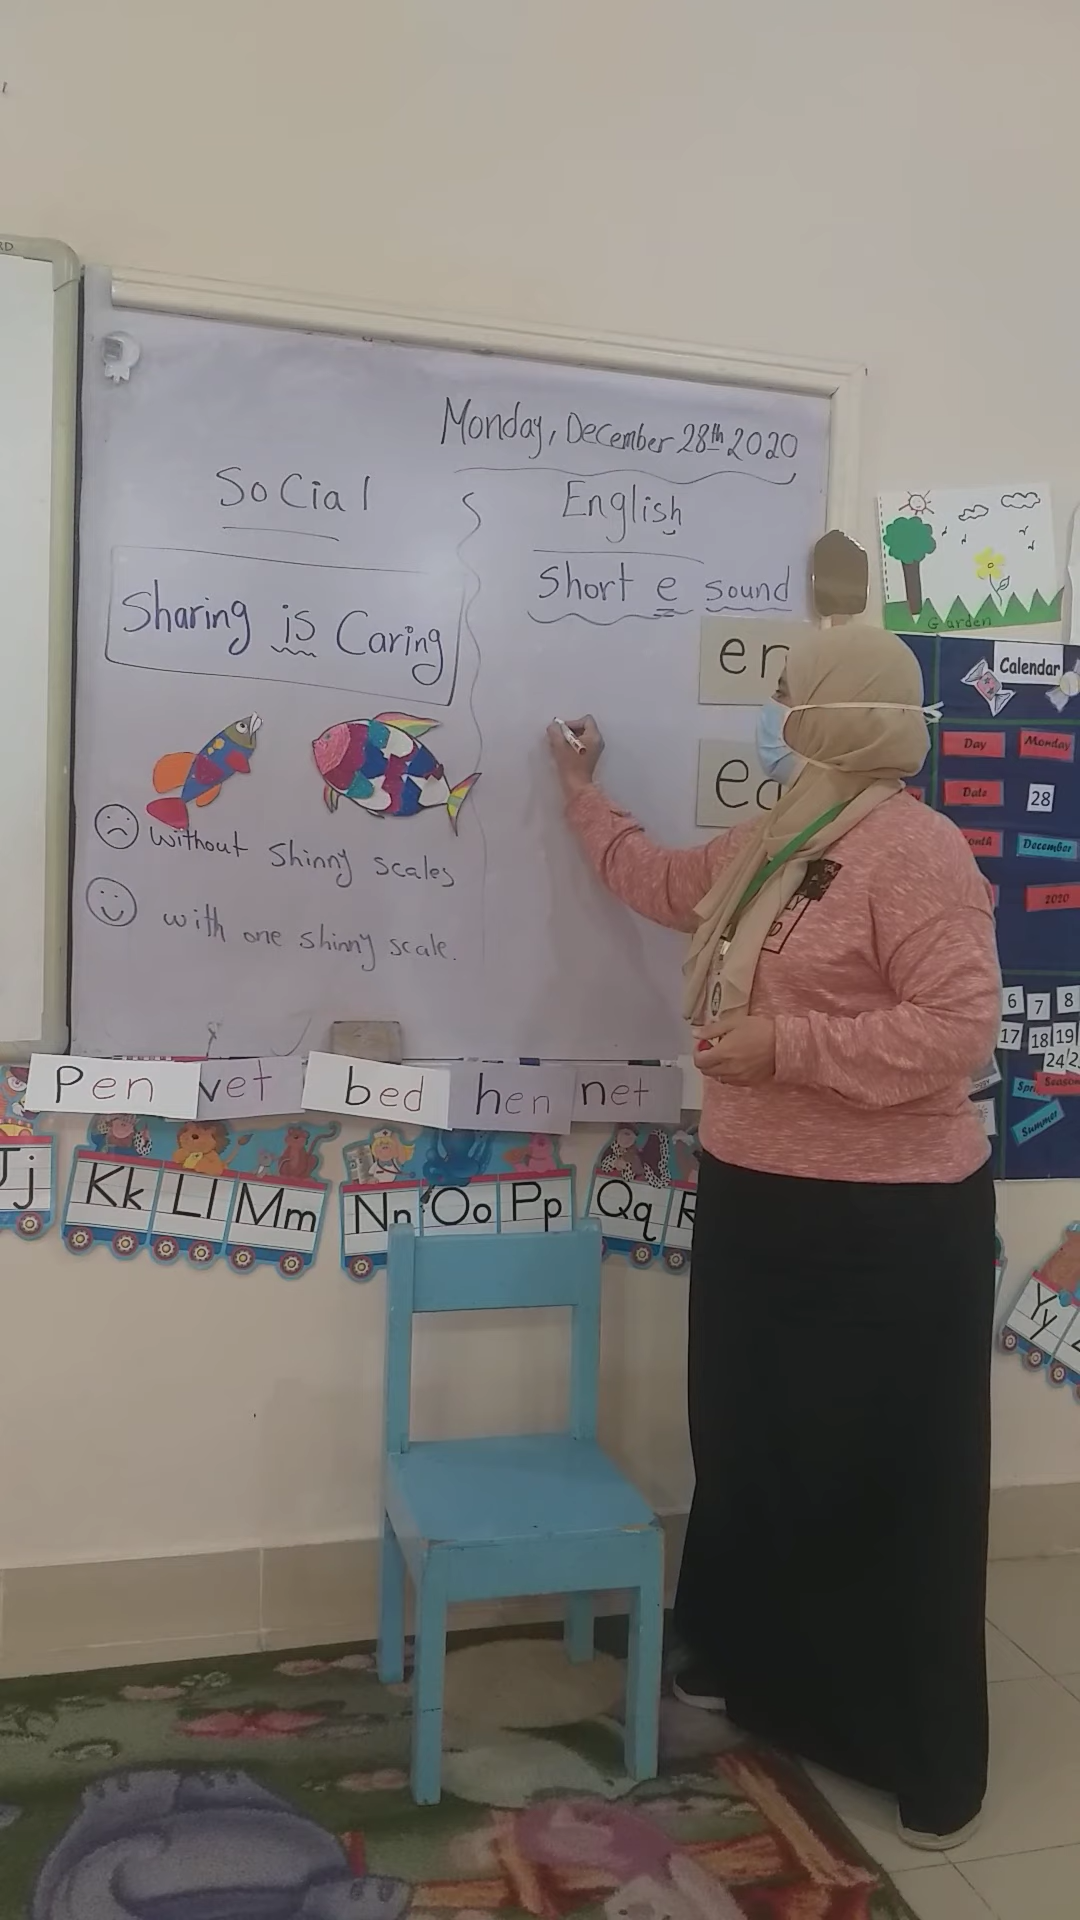 Monday, December 28th 2020
Social
Sharing is Caring
without shinny scales
with one shinny scale.
English
Short e sound
Garden
Calendar
Day Monday
Date 28
December
2020
6 7 8
17 18 19
24
Season
Summer
pen vet bed hen net
Jj Kk Ll Mm Nn Oo Pp Qq
Yy